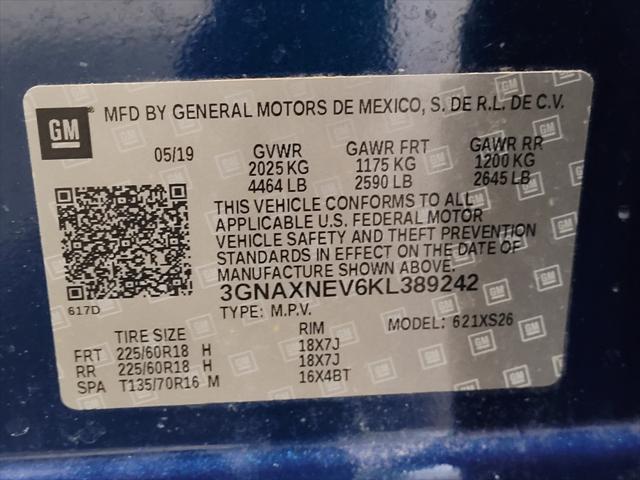 GM MFD BY GENERAL MOTORS DE MEXICO, S. DE R.L. DE C.V.
05/19 GVWR GAWR FRT GAWR RR
2025 KG 1175 KG 1200 KG
4464 LB 2590 LB 2645 LB
THIS VEHICLE CONFORMS TO ALL
APPLICABLE U.S. FEDERAL MOTOR
VEHICLE SAFETY AND THEFT PREVENTION
STANDARDS IN EFFECT ON THE DATE OF
MANUFACTURE SHOWN ABOVE.
617D 3GNAXNEV6KL389242
TYPE: M.P.V. MODEL: 621XS26
TIRE SIZE RIM
FRT 225/60R18 H 18X7J
RR 225/60R18 H 18X7J
SPA T135/70R16 M 16X4BT